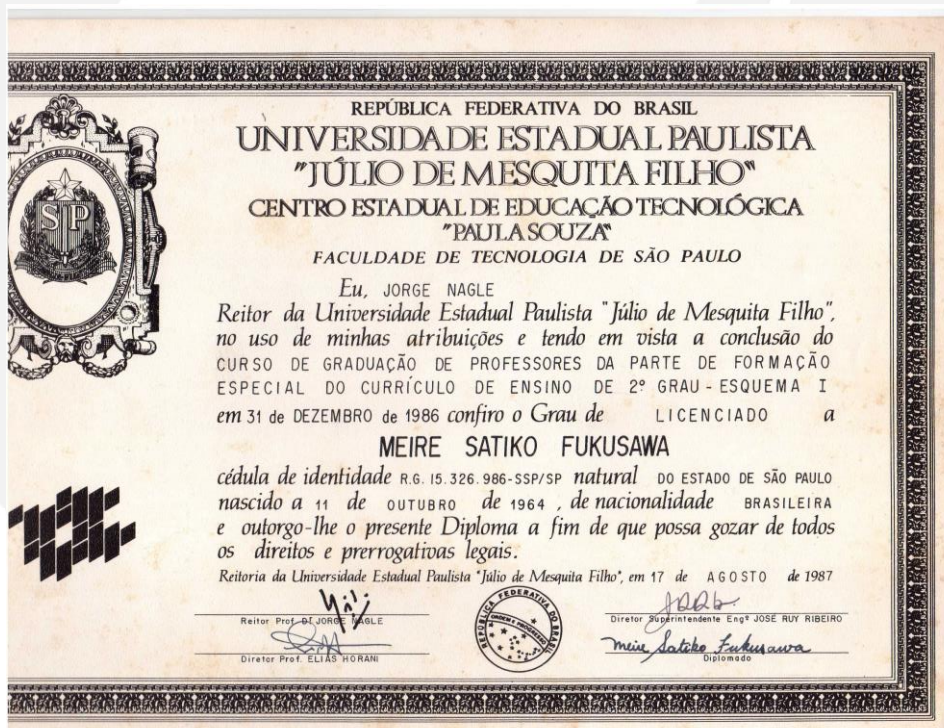 REPÚBLICA FEDERATIVA DO BRASIL
UNIVERSIDADE ESTADUAL PAULISTA
"JÚLIO DE MESQUITA FILHO"
CENTRO ESTADUAL DE EDUCAÇÃO TECNOLÓGICA
"PAULA SOUZA"
FACULDADE DE TECNOLOGIA DE SÃO PAULO
SP
Eu, JORGE NAGLE
Reitor da Universidade Estadual Paulista "Júlio de Mesquita Filho",
no uso de minhas atribuições e tendo em vista a conclusão do
CURSO DE GRADUAÇÃO DE PROFESSORES DA PARTE DE FORMAÇÃO
ESPECIAL DO CURRÍCULO DE ENSINO DE 2º GRAU - ESQUEMA I
em 31 de DEZEMBRO de 1986 confiro o Grau de LICENCIADO a
MEIRE SATIKO FUKUSAWA
cédula de identidade R.G. 15.326.986-SSP/SP natural DO ESTADO DE SÃO PAULO
nascido a 11 de OUTUBRO de 1964, de nacionalidade BRASILEIRA
e outorgo-lhe o presente Diploma a fim de que possa gozar de todos
os direitos e prerrogativas legais.
Reitoria da Universidade Estadual Paulista "Júlio de Mesquita Filho", em 17 de AGOSTO de 1987
Reitor Prof. Dr JORGE NAGLE
Diretor Superintendente Engº JOSÉ RUY RIBEIRO
REPÚBLICA FEDERATIVA DO BRASIL
ORDEM E PROGRESSO
Diretor Prof. ELIAS HORANI
Meire Satiko Fukusawa
Diplomado